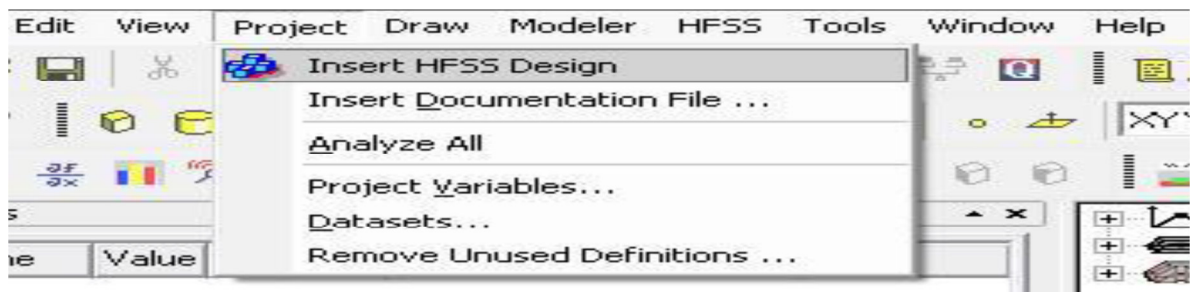 Edit View Project Draw Modeler HFSS Tools Window Help
Insert HFSS Design
Insert Documentation File ...
XY
Analyze All
∂f
∂x
Project Variables...
Datasets...
Value
Remove Unused Definitions ...